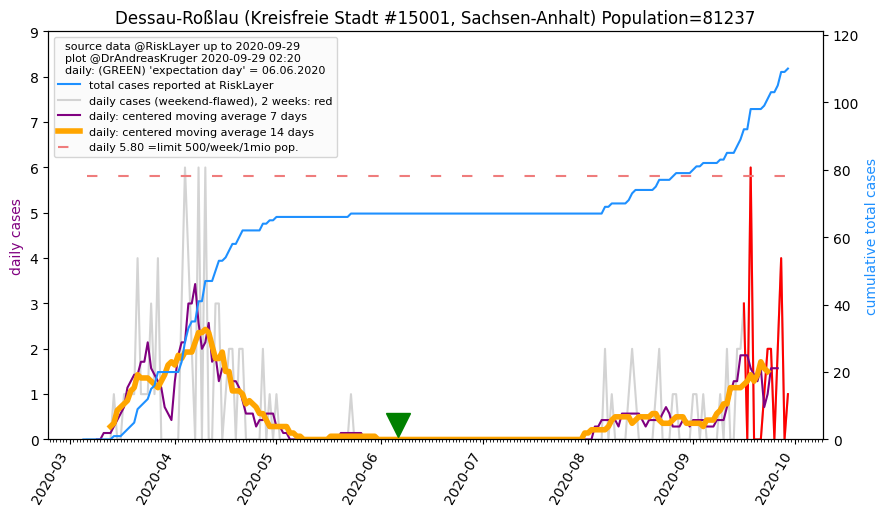 Dessau-Roßlau (Kreisfreie Stadt #15001, Sachsen-Anhalt) Population=81237
source data @RiskLayer up to 2020-09-29
plot @DrAndreasKruger 2020-09-29 02:20
daily: (GREEN) 'expectation day' = 06.06.2020
total cases reported at RiskLayer
daily cases (weekend-flawed), 2 weeks: red
daily: centered moving average 7 days
daily: centered moving average 14 days
daily 5.80 =limit 500/week/1mio pop.
daily cases
9
8
7
6
5
4
3
2
1
0
cumulative total cases
120
100
80
60
40
20
0
2020-03
2020-04
2020-05
2020-06
2020-07
2020-08
2020-09
2020-10